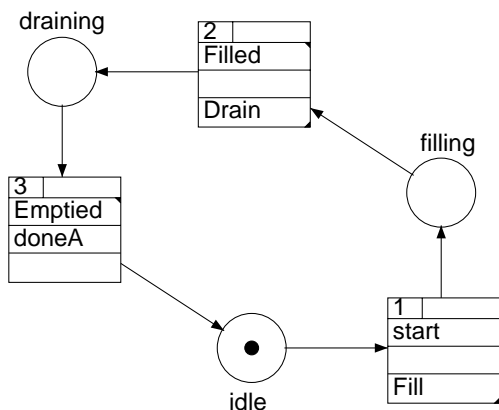 draining
2
Filled
Drain
filling
3
Emptied
doneA
1
start
Fill
idle